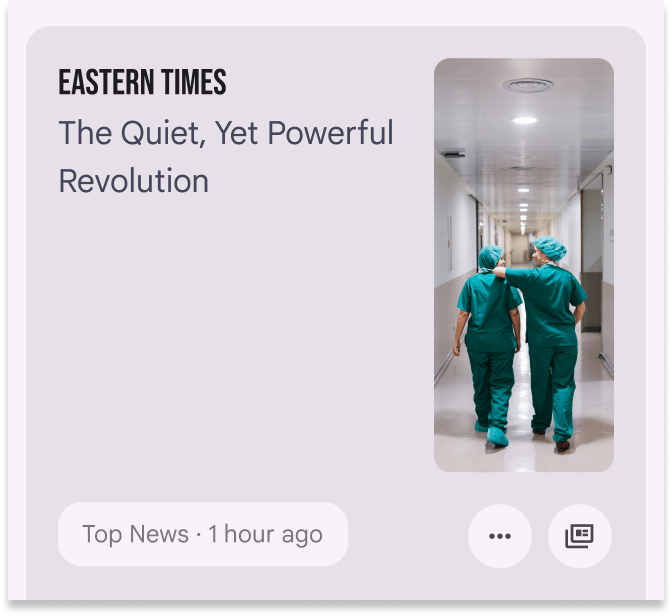 EASTERN TIMES
The Quiet, Yet Powerful
Revolution
Top News · 1 hour ago